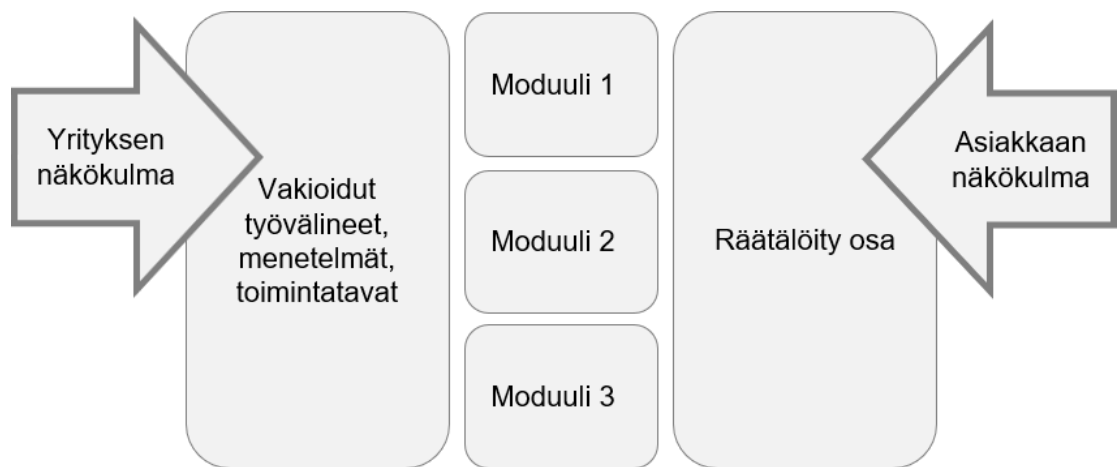 Yrityksen
näkökulma
Vakioidut
työvälineet,
menetelmät,
toimintatavat
Moduuli 1
Moduuli 2
Moduuli 3
Räätälöity osa
Asiakkaan
näkökulma